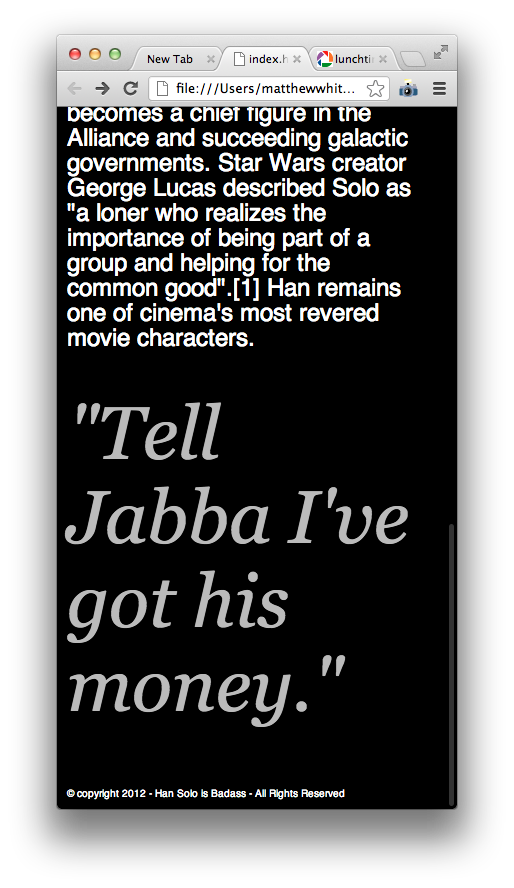 New Tab
index.h
lunchti
file:///Users/matthewwhit...
becomes a chief figure in the
Alliance and succeeding galactic
governments. Star Wars creator
George Lucas described Solo as
"a loner who realizes the
importance of being part of a
group and helping for the
common good".[1] Han remains
one of cinema's most revered
movie characters.
"Tell
Jabba I've
got his
money."
© copyright 2012 - Han Solo is Badass - All Rights Reserved